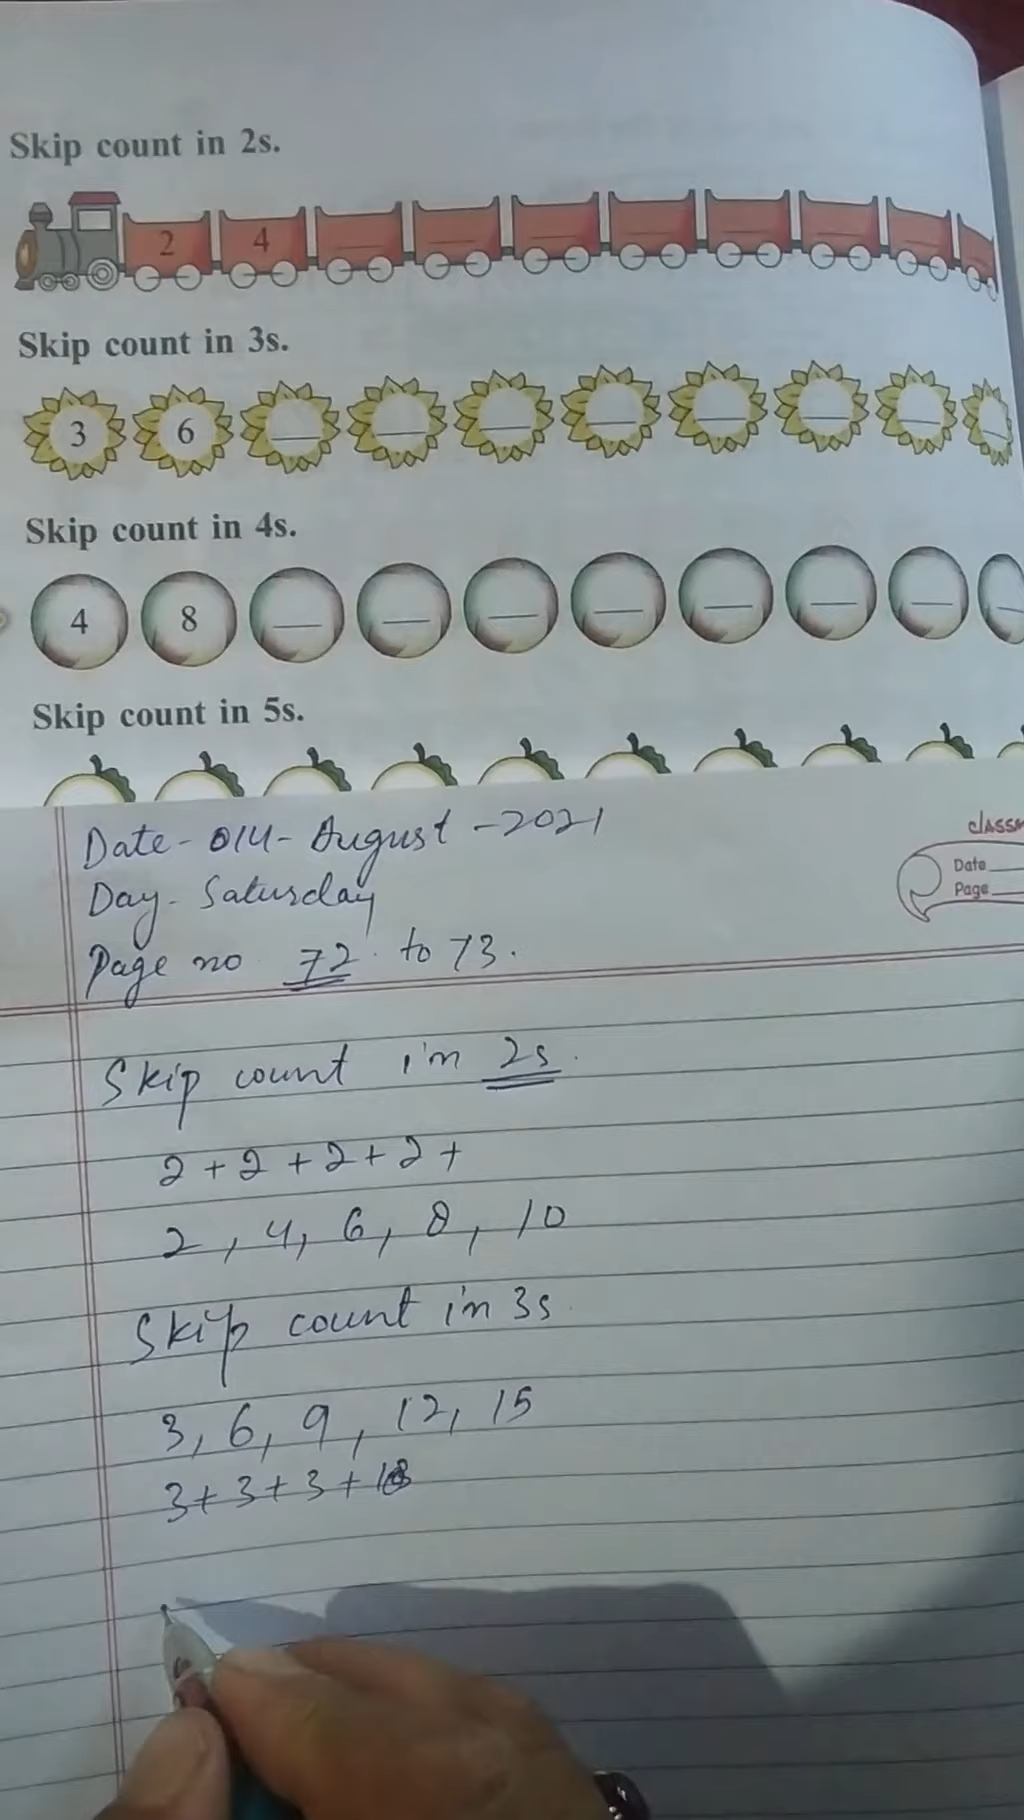 Skip count in 2s.
2 4
Skip count in 3s.
3 6
Skip count in 4s.
4 8
Skip count in 5s.
Date - 014 - August - 2021
Day - Saturday
Date
Page
Page no 72 to 73.
Skip count in 2s.
2 + 2 + 2 + 2 +
2, 4, 6, 8, 10
Skip count in 3s.
3, 6, 9, 12, 15
3 + 3 + 3 +